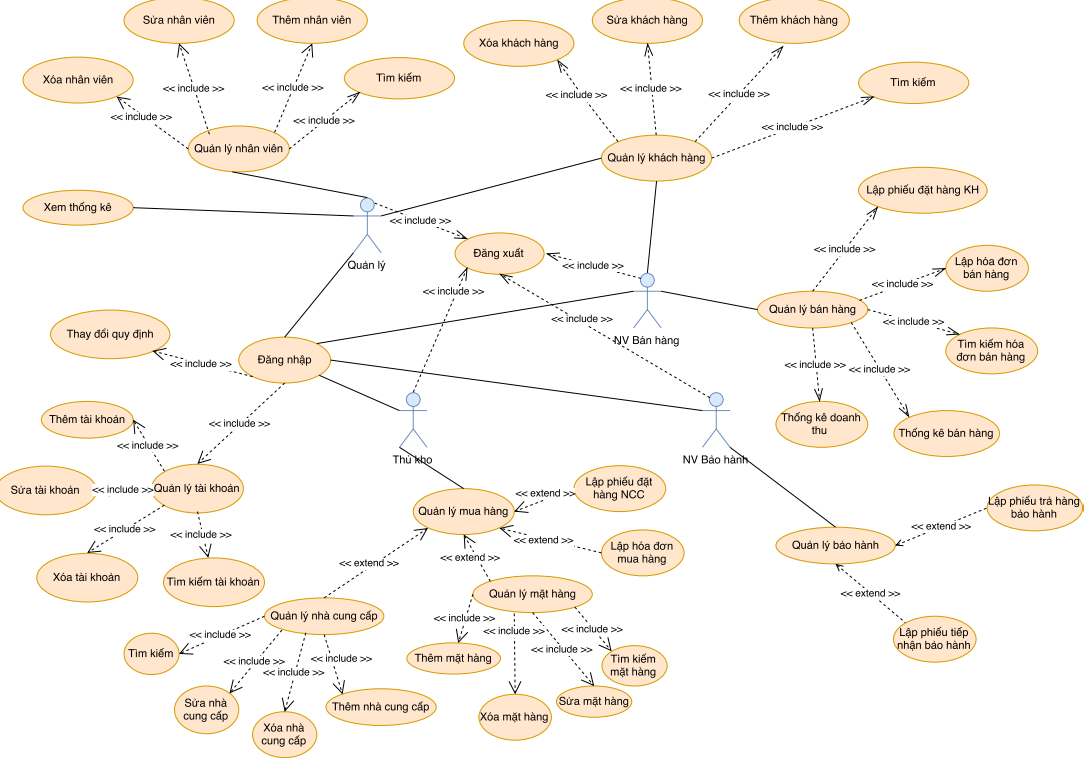 Sửa nhân viên
Thêm nhân viên
Xóa nhân viên
Tìm kiếm
<< include >>
<< include >>
<< include >>
<< include >>
Quản lý nhân viên
Xóa khách hàng
Sửa khách hàng
Thêm khách hàng
Tìm kiếm
<< include >>
<< include >>
<< include >>
<< include >>
Quản lý khách hàng
Xem thống kê
Quản lý
<< include >>
Đăng xuất
<< include >>
<< include >>
<< include >>
NV Bán hàng
Lập phiếu đặt hàng KH
<< include >>
Lập hóa đơn
bán hàng
<< include >>
Quản lý bán hàng
<< include >>
Tìm kiếm hóa
đơn bán hàng
<< include >>
<< include >>
Thống kê doanh
thu
Thống kê bán hàng
Thay đổi quy định
<< include >>
Đăng nhập
<< include >>
Thêm tài khoản
<< include >>
Sửa tài khoản
<< include >>
Quản lý tài khoản
<< include >>
<< include >>
Xóa tài khoản
Tìm kiếm tài khoản
Thủ kho
NV Bảo hành
Quản lý mua hàng
<< extend >>
Lập phiếu đặt
hàng NCC
<< extend >>
Lập hóa đơn
mua hàng
<< extend >>
<< extend >>
Quản lý mặt hàng
Quản lý nhà cung cấp
<< include >>
<< include >>
<< include >>
<< include >>
Tìm kiếm
Sửa nhà
cung cấp
Xóa nhà
cung cấp
Thêm nhà cung cấp
<< include >>
<< include >>
<< include >>
<< include >>
Thêm mặt hàng
Xóa mặt hàng
Sửa mặt hàng
Tìm kiếm
mặt hàng
Lập phiếu trả hàng
bảo hành
<< extend >>
Quản lý bảo hành
<< extend >>
Lập phiếu tiếp
nhận bảo hành